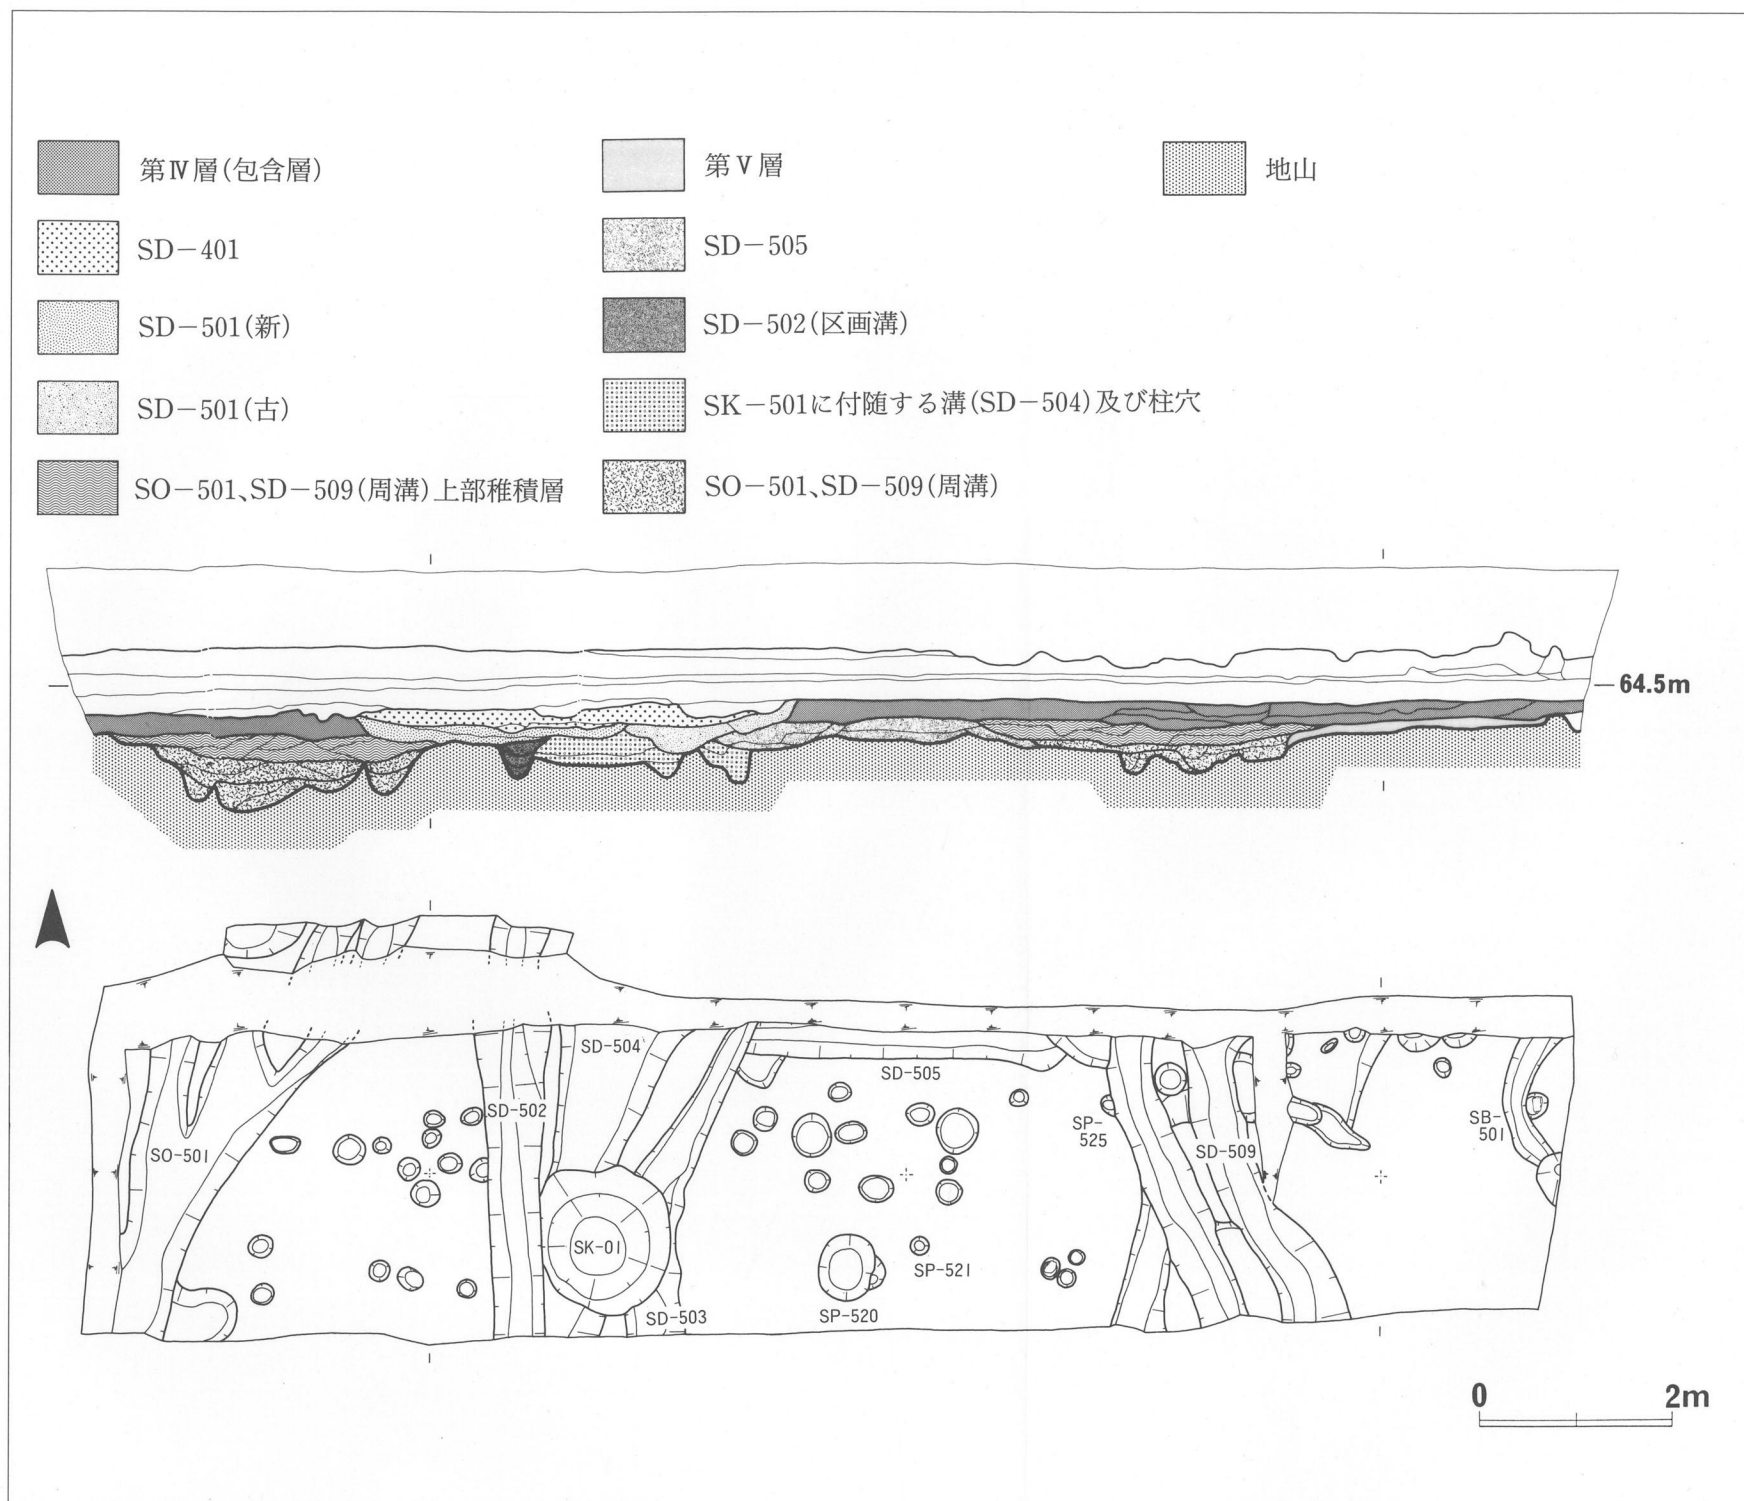 第Ⅳ層(包含層)
SD-401
SD-501(新)
SD-501(古)
SO-501、SD-509(周溝)上部稚積層
第Ⅴ層
SD-505
SD-502(区画溝)
SK-501に付随する溝(SD-504)及び柱穴
SO-501、SD-509(周溝)
地山
64.5m
SD-504
SD-505
SD-502
SP-
525
SB-
501
SO-501
SD-509
SK-01
SP-521
SD-503
SP-520
0 2m